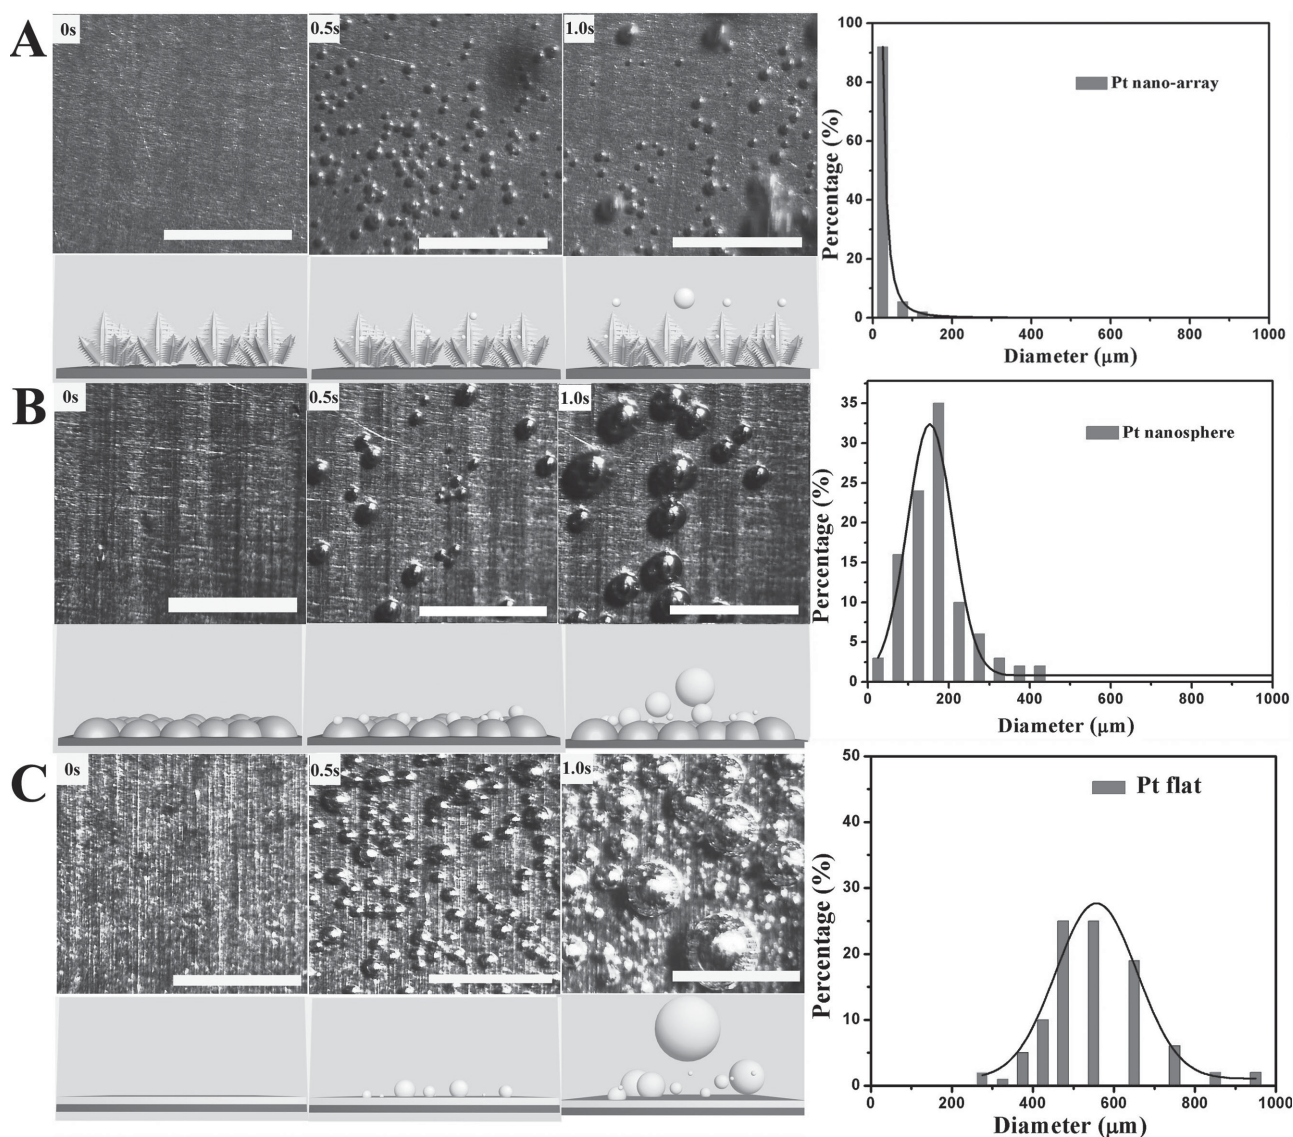 A
0s
0.5s
1.0s
Percentage (%)
100
80
60
40
20
0
Pt nano-array
0 200 400 600 800 1000
Diameter (μm)
B
0s
0.5s
1.0s
Percentage (%)
35
30
25
20
15
10
5
0
Pt nanosphere
0 200 400 600 800 1000
Diameter (μm)
C
0s
0.5s
1.0s
Percentage (%)
50
40
30
20
10
0
Pt flat
0 200 400 600 800 1000
Diameter (μm)